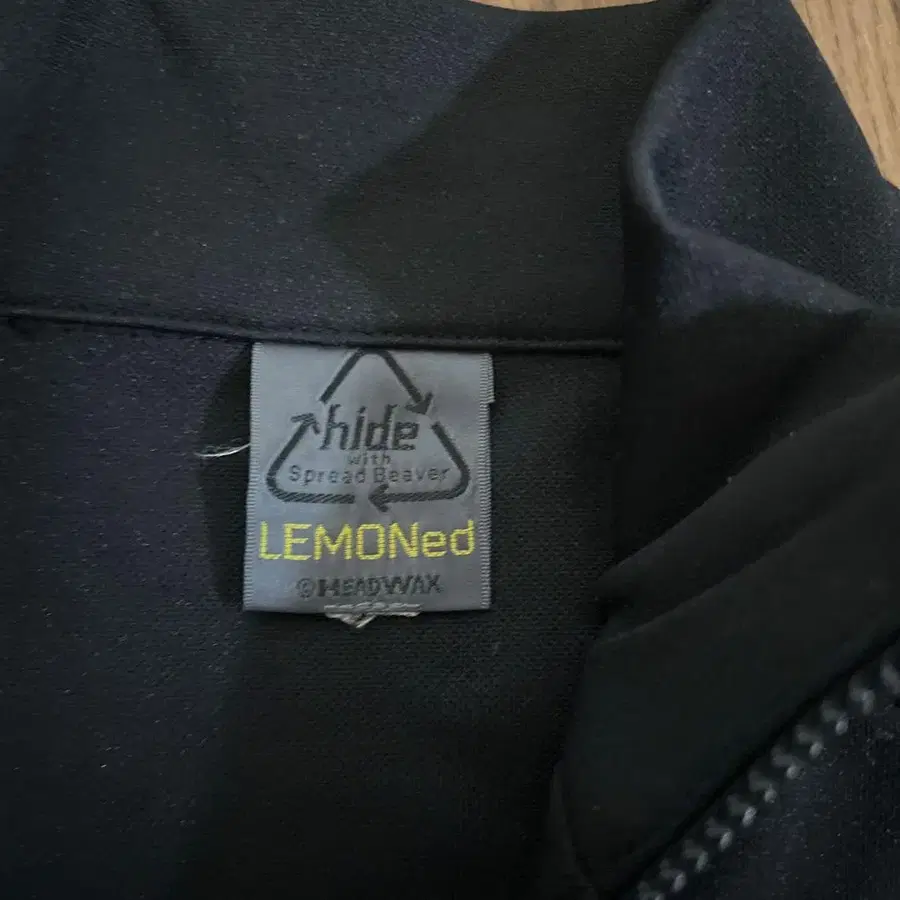 hide
with
Spread Beaver
LEMONed
©HEADWAX